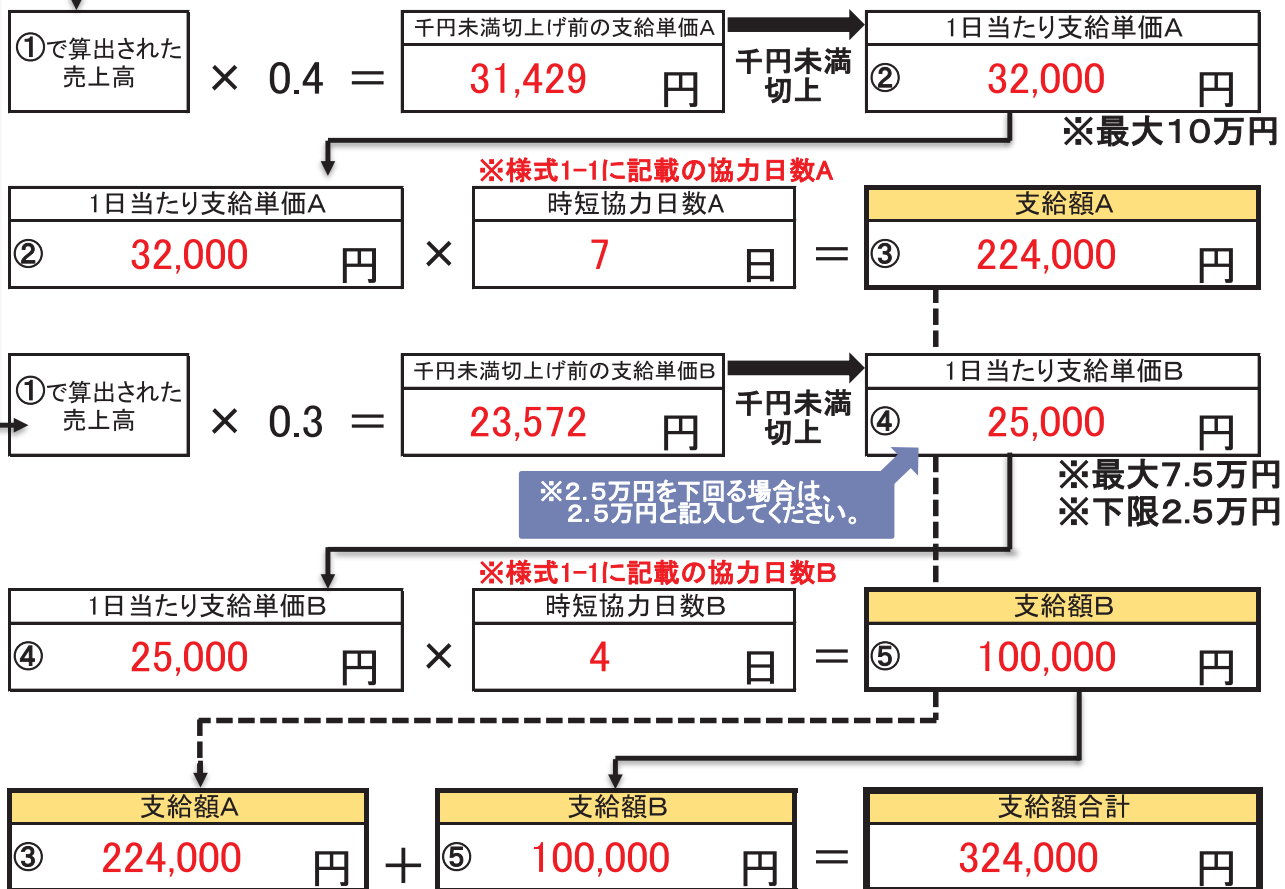 ①で算出された
売上高
× 0.4 =
千円未満切上げ前の支給単価A
31,429 円
千円未満
切上
1日当たり支給単価A
② 32,000 円
※最大10万円
※様式1-1に記載の協力日数A
1日当たり支給単価A
② 32,000 円
×
時短協力日数A
7 日
=
支給額A
③ 224,000 円
①で算出された
売上高
× 0.3 =
千円未満切上げ前の支給単価B
23,572 円
千円未満
切上
1日当たり支給単価B
④ 25,000 円
※最大7.5万円
※下限2.5万円
※2.5万円を下回る場合は、
2.5万円と記入してください。
※様式1-1に記載の協力日数B
1日当たり支給単価B
④ 25,000 円
×
時短協力日数B
4 日
=
支給額B
⑤ 100,000 円
支給額A
③ 224,000 円
+
支給額B
⑤ 100,000 円
=
支給額合計
324,000 円